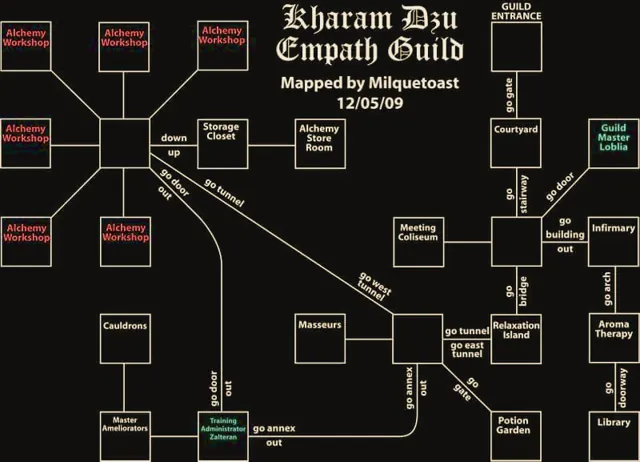 Kharam Dzu
Empath Guild
Mapped by Milquetoast
12/05/09
GUILD
ENTRANCE
go gate
Alchemy
Workshop
Alchemy
Workshop
Alchemy
Workshop
Alchemy
Workshop
down
up
Storage
Closet
Alchemy
Store
Room
Courtyard
Guild
Master
Loblia
go
stairway
go door
go door
out
go tunnel
Alchemy
Workshop
Alchemy
Workshop
Meeting
Coliseum
go
building
out
Infirmary
go west
tunnel
go
bridge
go arch
Cauldrons
Masseurs
go tunnel
go east
tunnel
Relaxation
Island
Aroma
Therapy
go door
out
go annex
out
go
gate
go
doorway
Master
Ameliorators
Training
Administrator
Zalteran
go annex
out
Potion
Garden
Library